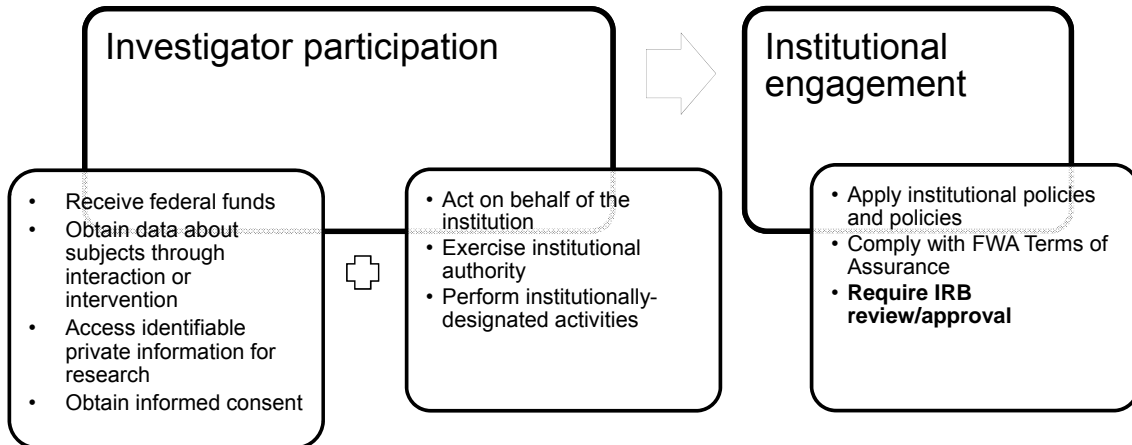 Investigator participation
Institutional
engagement
• Receive federal funds
• Obtain data about
subjects through
interaction or
intervention
• Access identifiable
private information for
research
• Obtain informed consent
• Act on behalf of the
institution
• Exercise institutional
authority
• Perform institutionally-
designated activities
• Apply institutional policies
and policies
• Comply with FWA Terms of
Assurance
• Require IRB
review/approval